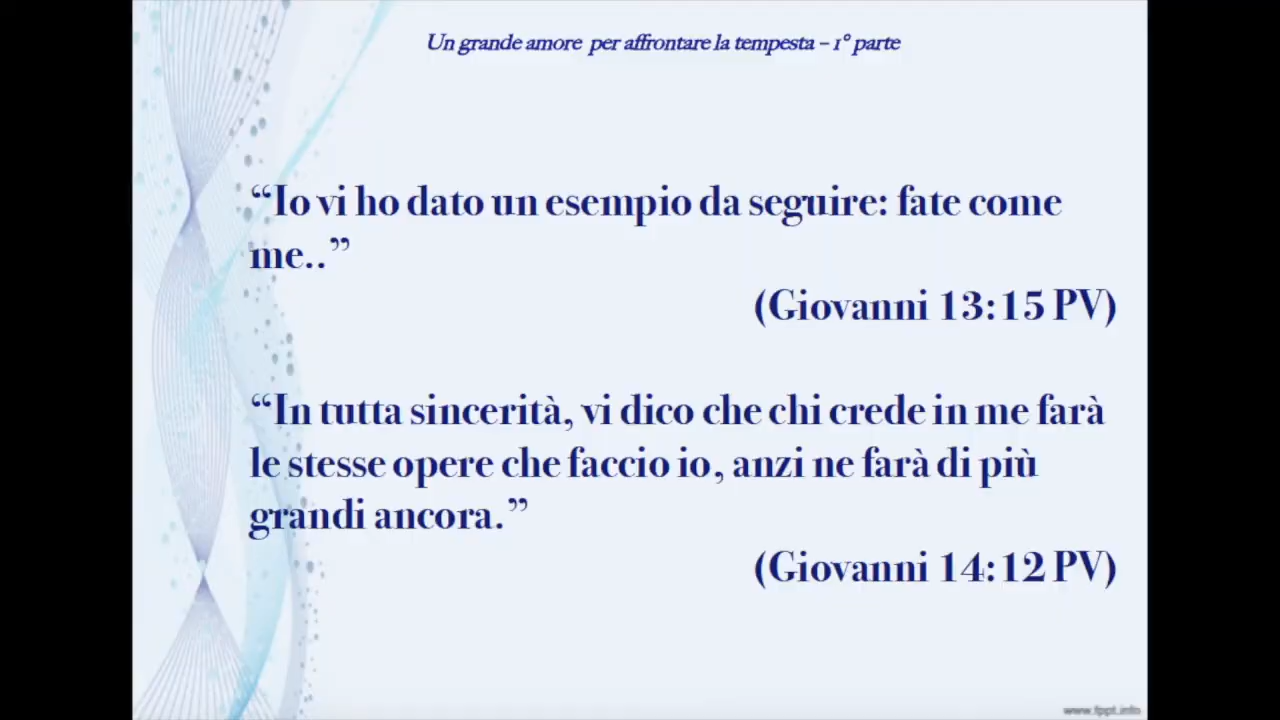 Un grande amore per affrontare la tempesta – 1° parte
“Io vi ho dato un esempio da seguire: fate come
me..”
(Giovanni 13:15 PV)
“In tutta sincerità, vi dico che chi crede in me farà
le stesse opere che faccio io, anzi ne farà di più
grandi ancora.”
(Giovanni 14:12 PV)
www.fppt.info